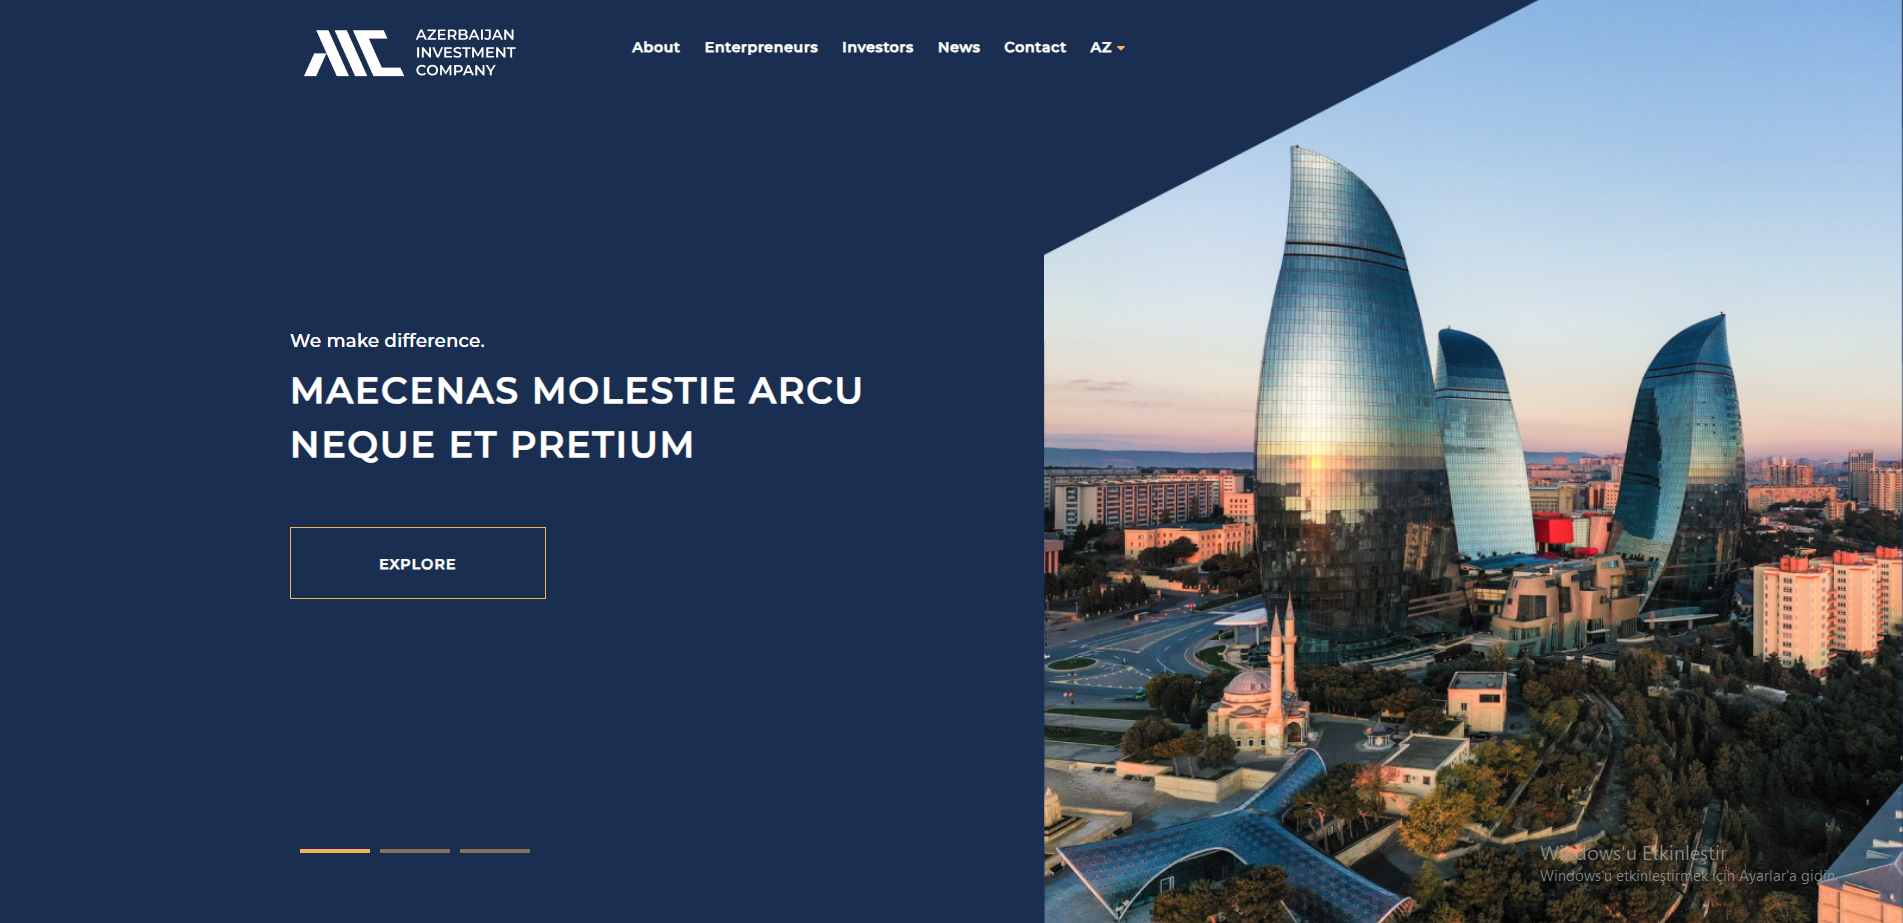 AZERBAIJAN
INVESTMENT
COMPANY
About Enterpreneurs Investors News Contact AZ
We make difference.
MAECENAS MOLESTIE ARCU
NEQUE ET PRETIUM
EXPLORE
Windows'u Etkinleştir
Windows'u etkinleştirmek için Ayarlar'a gidin.